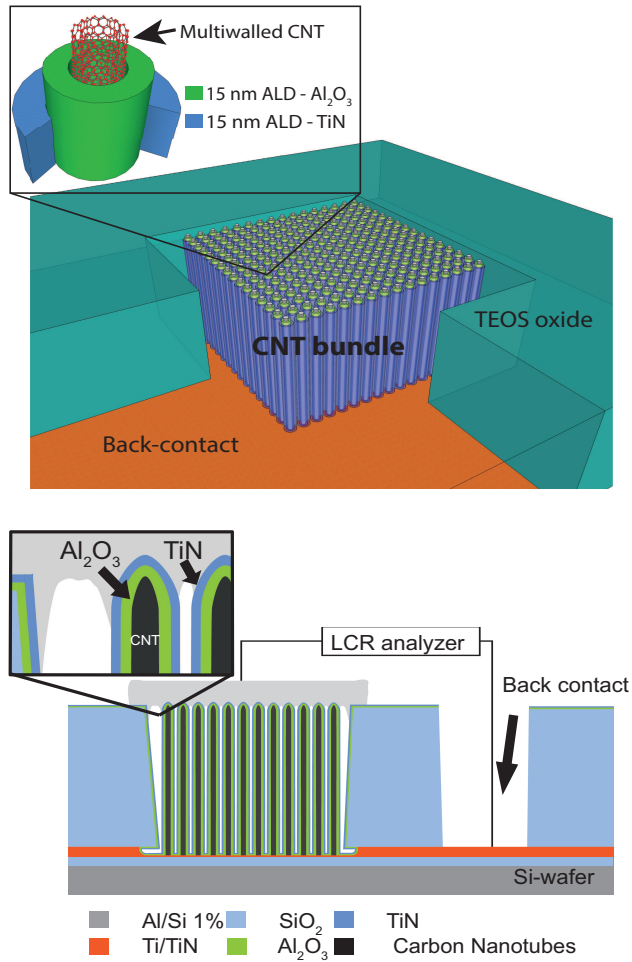 Multiwalled CNT
15 nm ALD - Al₂O₃
15 nm ALD - TiN
TEOS oxide
CNT bundle
Back-contact
Al₂O₃
TiN
CNT
LCR analyzer
Back contact
Si-wafer
Al/Si 1% SiO₂ TiN
Ti/TiN Al₂O₃ Carbon Nanotubes